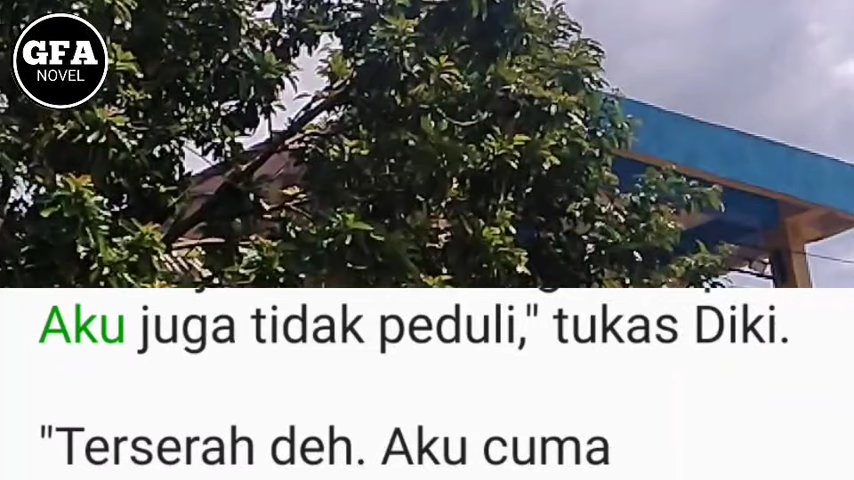 GFA
NOVEL
Aku juga tidak peduli," tukas Diki.
"Terserah deh. Aku cuma